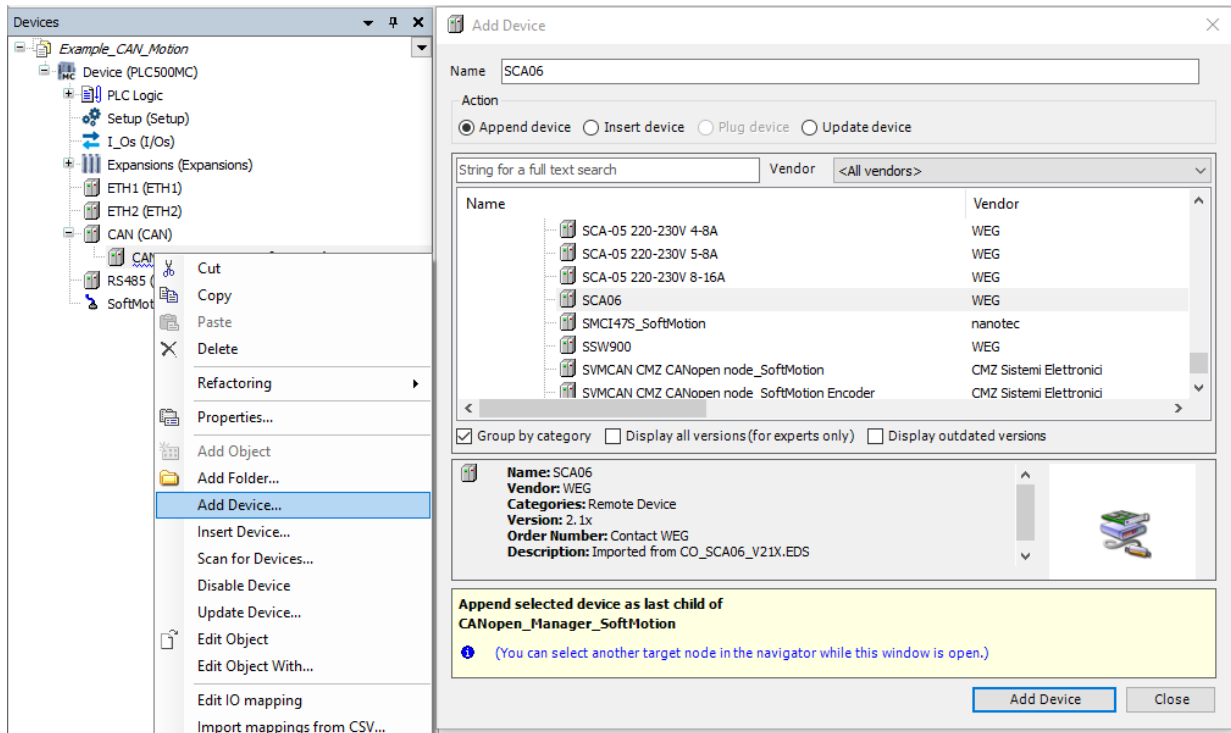 Devices
Example_CAN_Motion
Device (PLC500MC)
PLC Logic
Setup (Setup)
I_Os (I/Os)
Expansions (Expansions)
ETH1 (ETH1)
ETH2 (ETH2)
CAN (CAN)
CAN
RS485 (
SoftMot
Cut
Copy
Paste
Delete
Refactoring
Properties...
Add Object
Add Folder...
Add Device...
Insert Device...
Scan for Devices...
Disable Device
Update Device...
Edit Object
Edit Object With...
Edit IO mapping
Import mappings from CSV...
Add Device
Name SCA06
Action
Append device Insert device Plug device Update device
String for a full text search Vendor <All vendors>
Name Vendor
SCA-05 220-230V 4-8A WEG
SCA-05 220-230V 5-8A WEG
SCA-05 220-230V 8-16A WEG
SCA06 WEG
SMCI47S_SoftMotion nanotec
SSW900 WEG
SVMCAN CMZ CANopen node_SoftMotion CMZ Sistemi Elettronici
SVMCAN CMZ CANopen node SoftMotion Encoder CMZ Sistemi Elettronici
Group by category Display all versions (for experts only) Display outdated versions
Name: SCA06
Vendor: WEG
Categories: Remote Device
Version: 2.1x
Order Number: Contact WEG
Description: Imported from CO_SCA06_V21X.EDS
Append selected device as last child of
CANopen_Manager_SoftMotion
(You can select another target node in the navigator while this window is open.)
Add Device Close